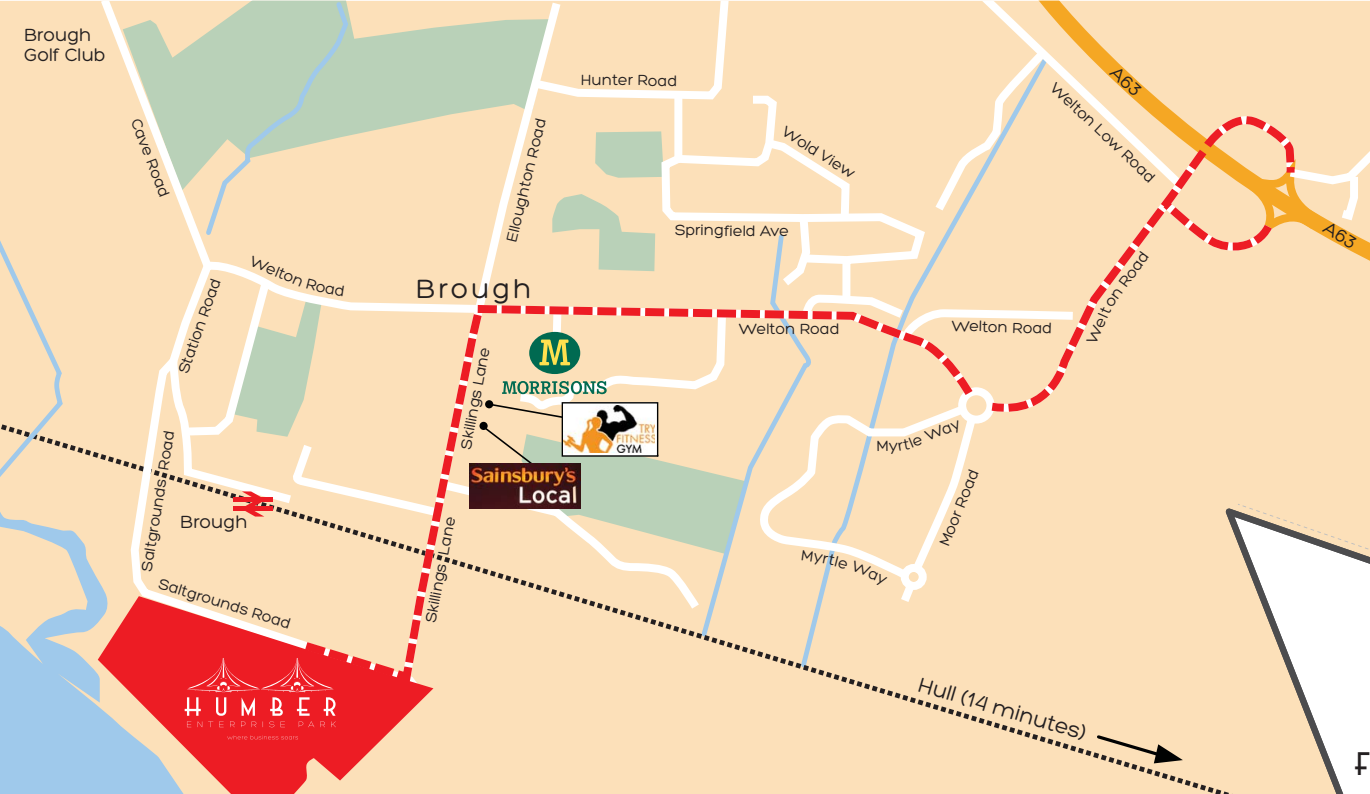 Brough
Golf Club
Cave Road
Hunter Road
Elloughton Road
Wold View
Springfield Ave
A63
Welton Low Road
A63
Welton Road
Station Road
Brough
Welton Road
Welton Road
Welton Road
M
MORRISONS
Skillings Lane
TRY
FITNESS
GYM
Sainsbury's
Local
Myrtle Way
Moor Road
Myrtle Way
Saltgrounds Road
Brough
Skillings Lane
Saltgrounds Road
HUMBER
ENTERPRISE PARK
where business soars
Hull (14 minutes)
F